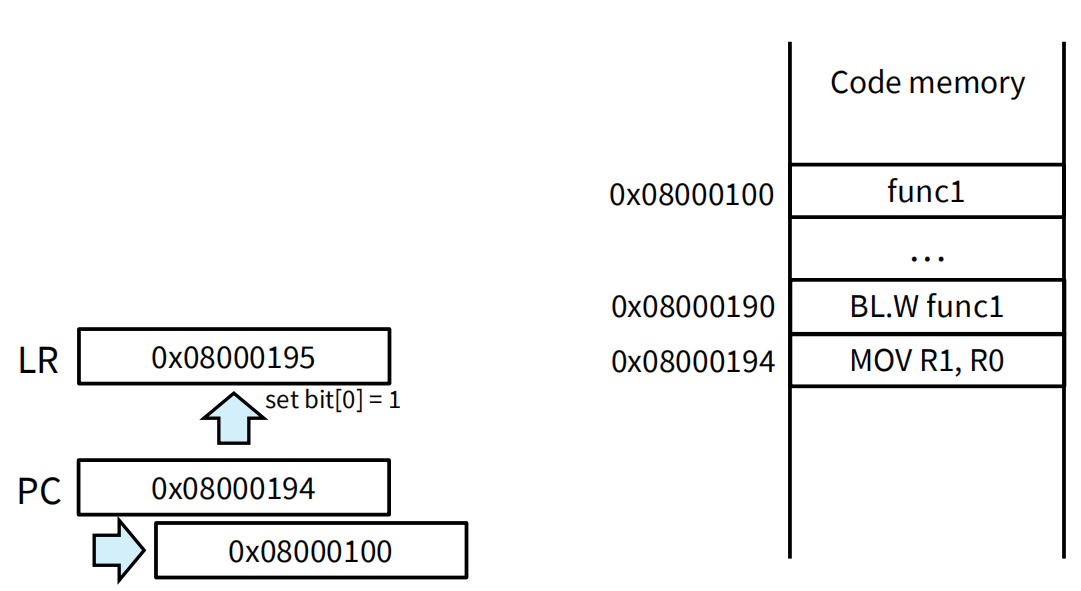 Code memory
0x08000100 func1
...
0x08000190 BL.W func1
0x08000194 MOV R1, R0
LR 0x08000195
set bit[0] = 1
PC 0x08000194
0x08000100